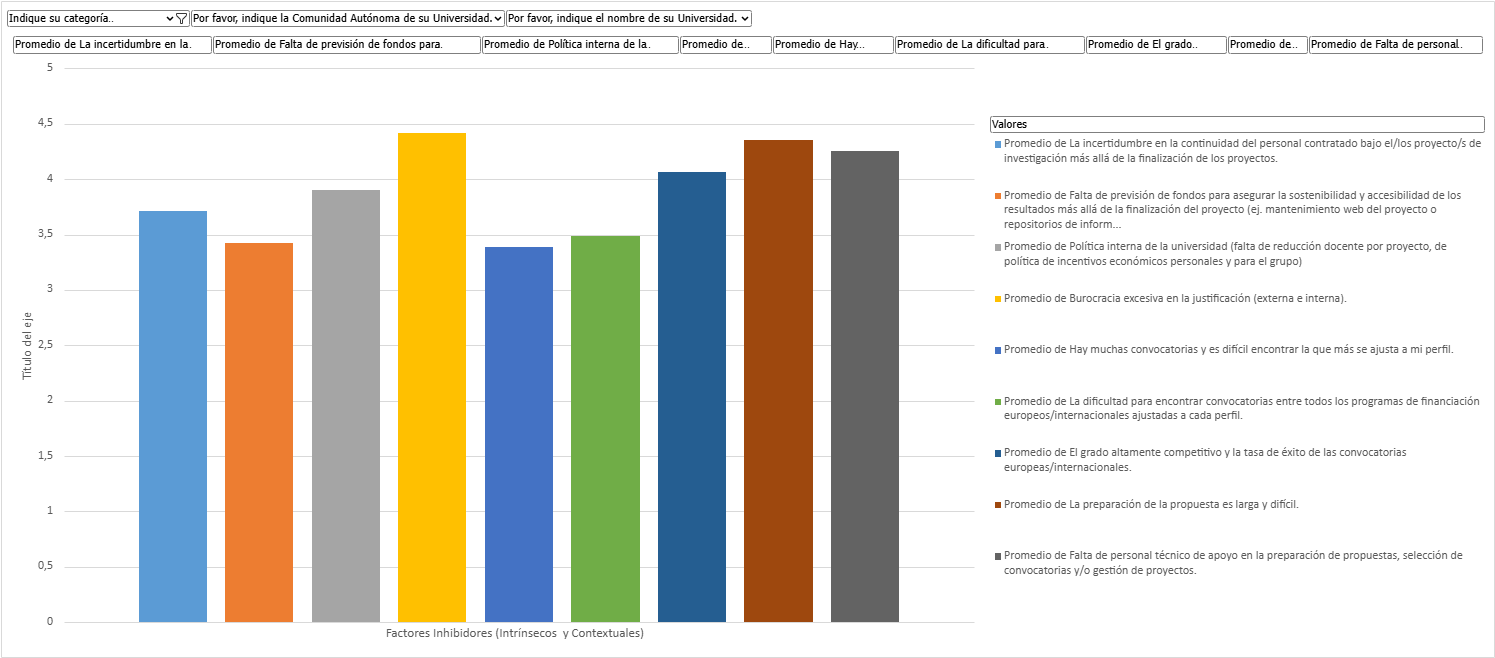 Indique su categoría..
Por favor, indique la Comunidad Autónoma de su Universidad.
Por favor, indique el nombre de su Universidad.
Promedio de La incertidumbre en la.
Promedio de Falta de previsión de fondos para.
Promedio de Política interna de la.
Promedio de...
Promedio de Hay...
Promedio de La dificultad para.
Promedio de El grado..
Promedio de...
Promedio de Falta de personal..
5
4,5
4
3,5
3
2,5
2
1,5
1
0,5
0
Título del eje
Factores Inhibidores (Intrínsecos  y Contextuales)
Valores
Promedio de La incertidumbre en la continuidad del personal contratado bajo el/los proyecto/s de
investigación más allá de la finalización de los proyectos.
Promedio de Falta de previsión de fondos para asegurar la sostenibilidad y accesibilidad de los
resultados más allá de la finalización del proyecto (ej. mantenimiento web del proyecto o
repositorios de inform...
Promedio de Política interna de la universidad (falta de reducción docente por proyecto, de
política de incentivos económicos personales y para el grupo)
Promedio de Burocracia excesiva en la justificación (externa e interna).
Promedio de Hay muchas convocatorias y es difícil encontrar la que más se ajusta a mi perfil.
Promedio de La dificultad para encontrar convocatorias entre todos los programas de financiación
europeos/internacionales ajustadas a cada perfil.
Promedio de El grado altamente competitivo y la tasa de éxito de las convocatorias
europeas/internacionales.
Promedio de La preparación de la propuesta es larga y difícil.
Promedio de Falta de personal técnico de apoyo en la preparación de propuestas, selección de
convocatorias y/o gestión de proyectos.